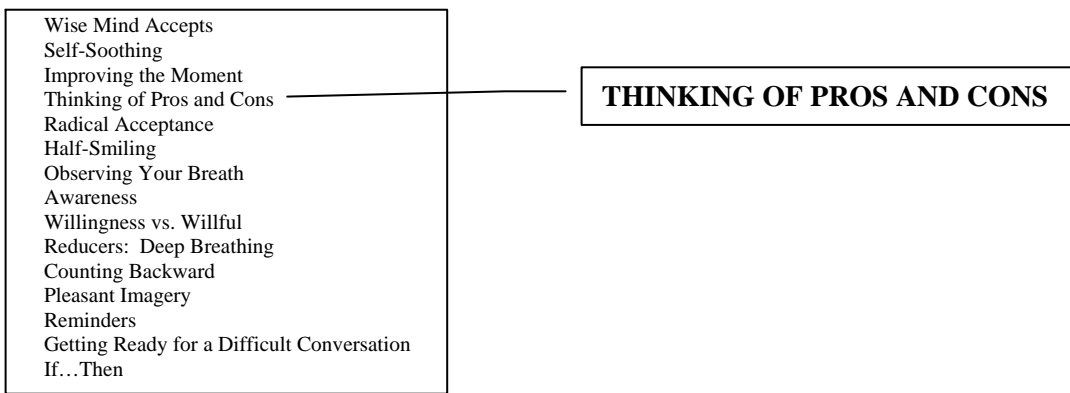 Wise Mind Accepts
Self-Soothing
Improving the Moment
Thinking of Pros and Cons
Radical Acceptance
Half-Smiling
Observing Your Breath
Awareness
Willingness vs. Willful
Reducers:  Deep Breathing
Counting Backward
Pleasant Imagery
Reminders
Getting Ready for a Difficult Conversation
If…Then
THINKING OF PROS AND CONS